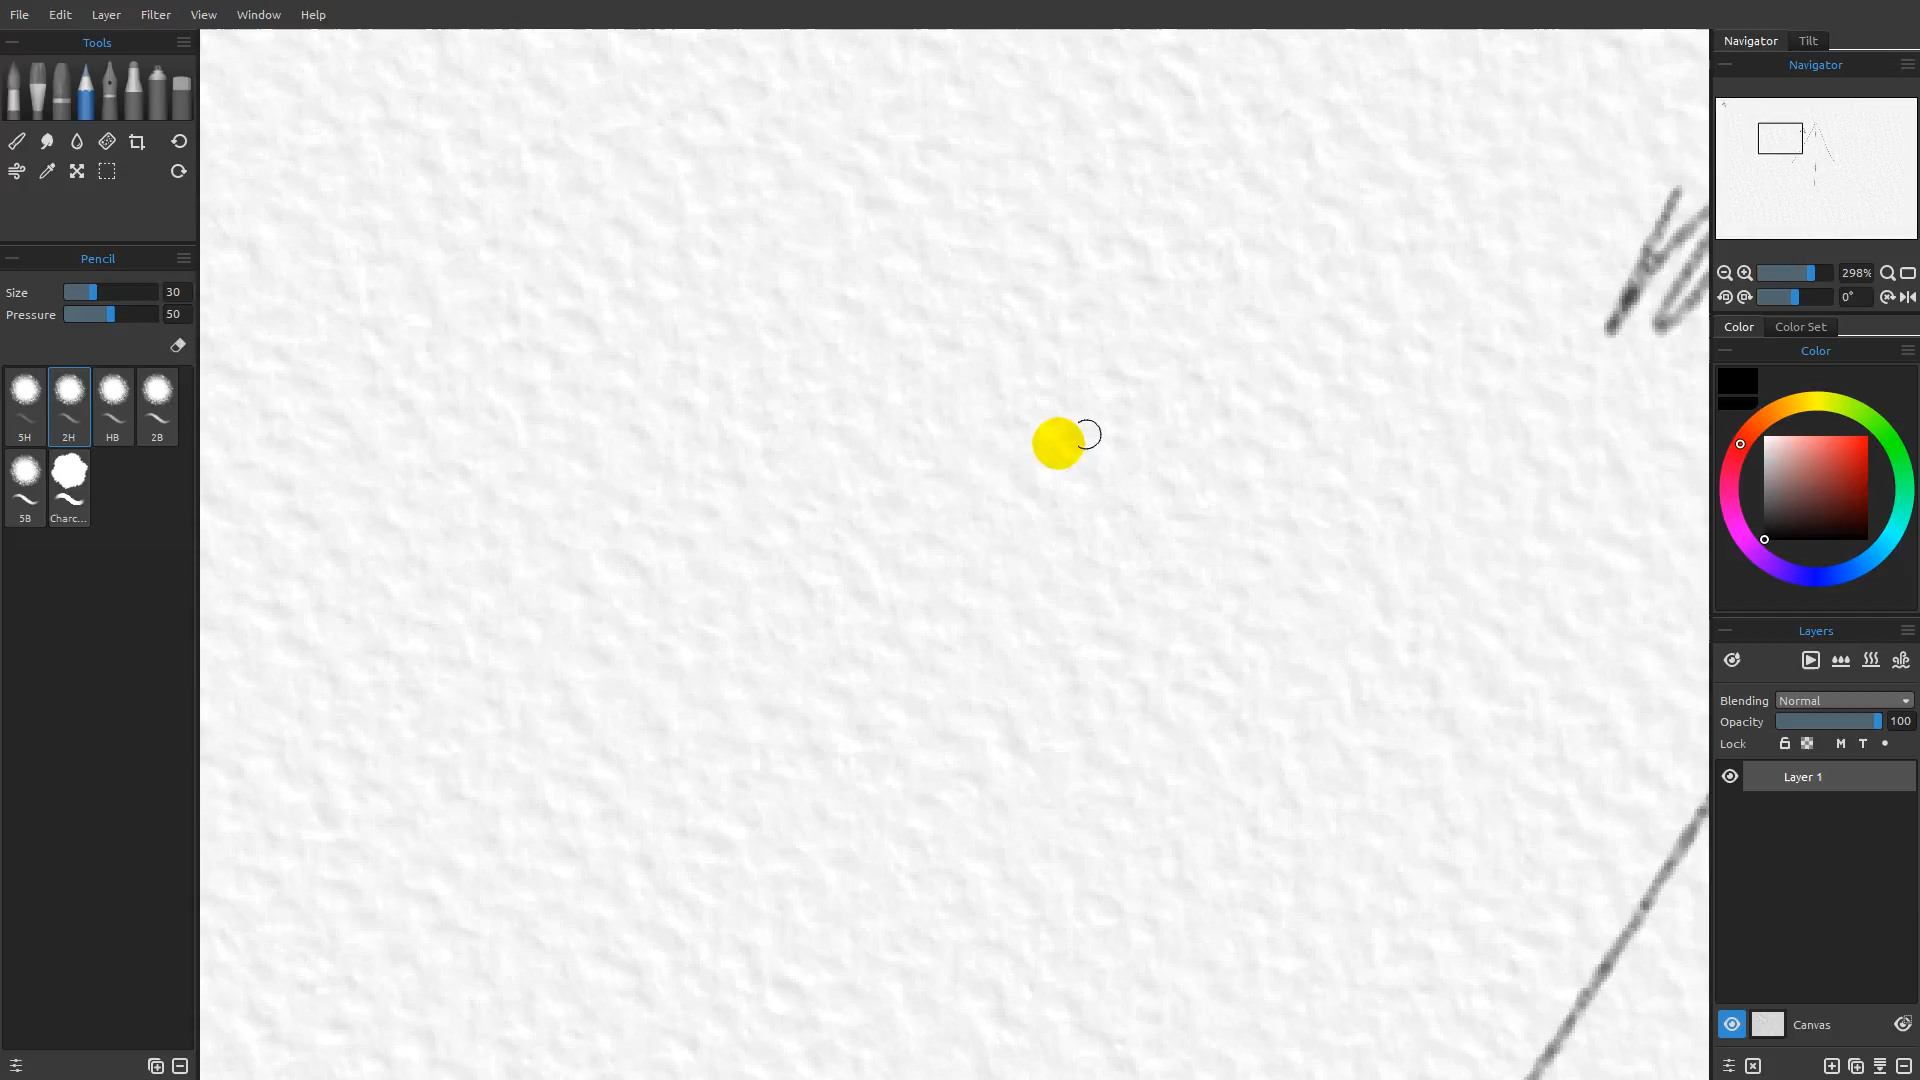 File Edit Layer Filter View Window Help
Tools
Pencil
Size 30
Pressure 50
5H 2H HB 2B
5B Charc...
Navigator Tilt
Navigator
298%
0°
Color Color Set
Color
Layers
Blending Normal
Opacity 100
Lock M T
Layer 1
Canvas